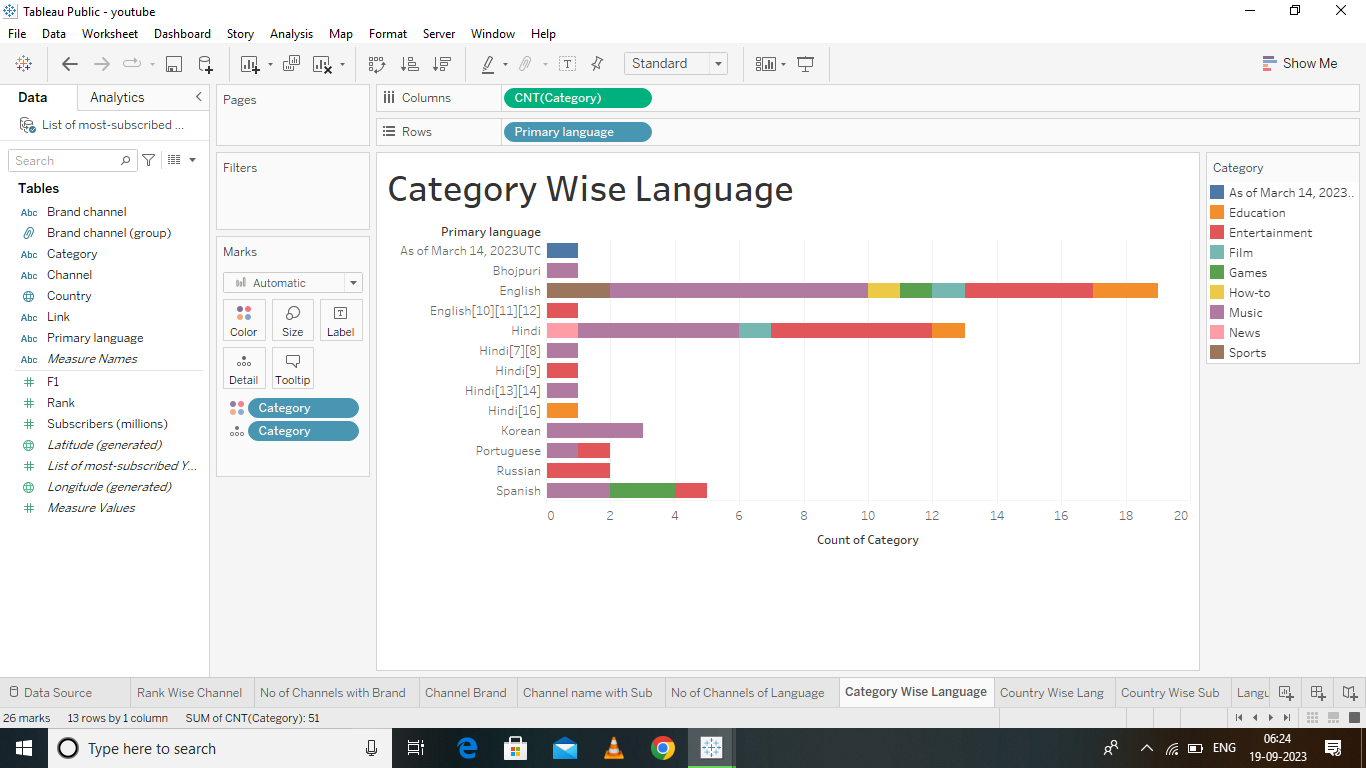 Tableau Public - youtube
File Data Worksheet Dashboard Story Analysis Map Format Server Window Help
Standard
Show Me
Data Analytics
List of most-subscribed ...
Search
Tables
Abc Brand channel
Brand channel (group)
Abc Category
Abc Channel
Country
Abc Link
Abc Primary language
Abc Measure Names
F1
Rank
Subscribers (millions)
Latitude (generated)
List of most-subscribed Y...
Longitude (generated)
Measure Values
Pages
Filters
Marks
Automatic
Color Size Label
Detail Tooltip
Category
Category
Columns CNT(Category)
Rows Primary language
Category Wise Language
Primary language
As of March 14, 2023UTC
Bhojpuri
English
English[10][11][12]
Hindi
Hindi[7][8]
Hindi[9]
Hindi[13][14]
Hindi[16]
Korean
Portuguese
Russian
Spanish
0 2 4 6 8 10 12 14 16 18 20
Count of Category
Category
As of March 14, 2023..
Education
Entertainment
Film
Games
How-to
Music
News
Sports
Data Source Rank Wise Channel No of Channels with Brand Channel Brand Channel name with Sub No of Channels of Language Category Wise Language Country Wise Lang Country Wise Sub Langu
26 marks 13 rows by 1 column SUM of CNT(Category): 51
Type here to search
ENG
06:24
19-09-2023